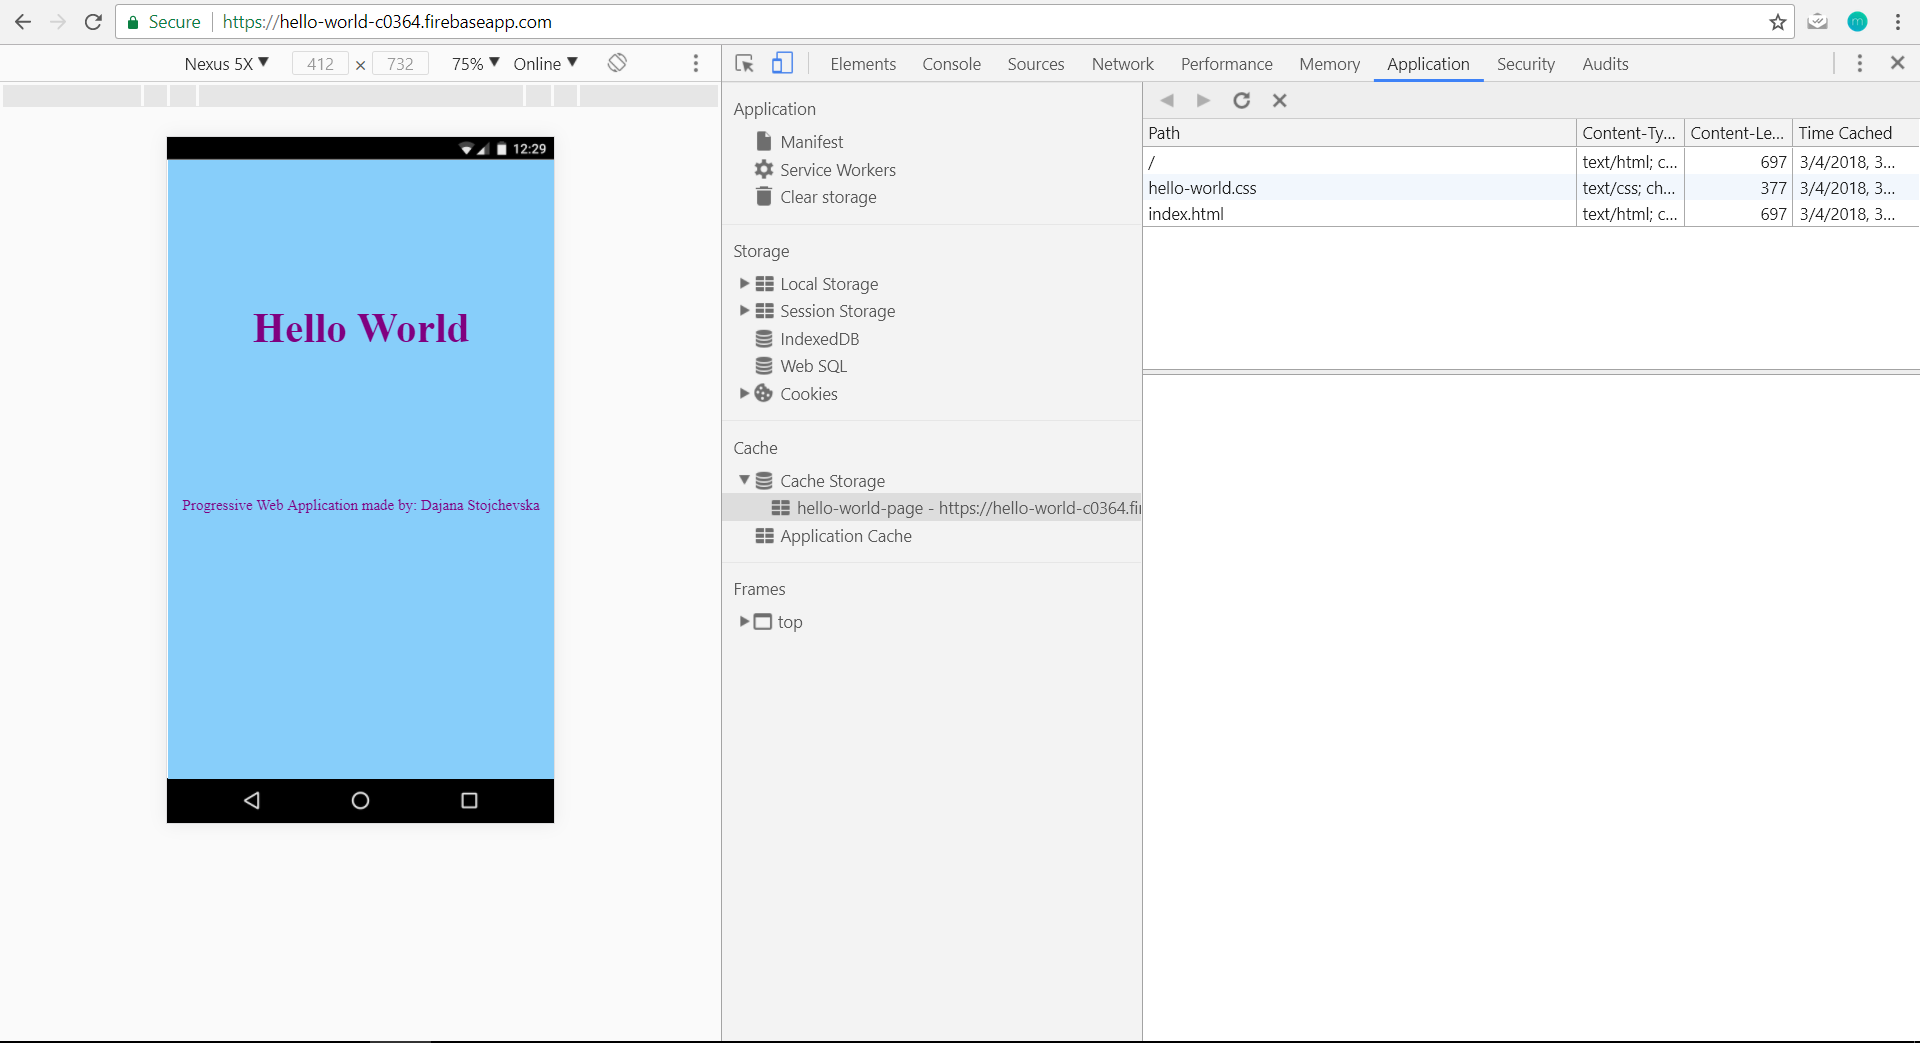 Secure https://hello-world-c0364.firebaseapp.com
m
Nexus 5X 412 × 732 75% Online
Elements Console Sources Network Performance Memory Application Security Audits
12:29
Hello World
Progressive Web Application made by: Dajana Stojchevska
Application
Manifest
Service Workers
Clear storage
Storage
Local Storage
Session Storage
IndexedDB
Web SQL
Cookies
Cache
Cache Storage
hello-world-page - https://hello-world-c0364.fi
Application Cache
Frames
top
Path Content-Ty... Content-Le... Time Cached
/ text/html; c... 697 3/4/2018, 3...
hello-world.css text/css; ch... 377 3/4/2018, 3...
index.html text/html; c... 697 3/4/2018, 3...